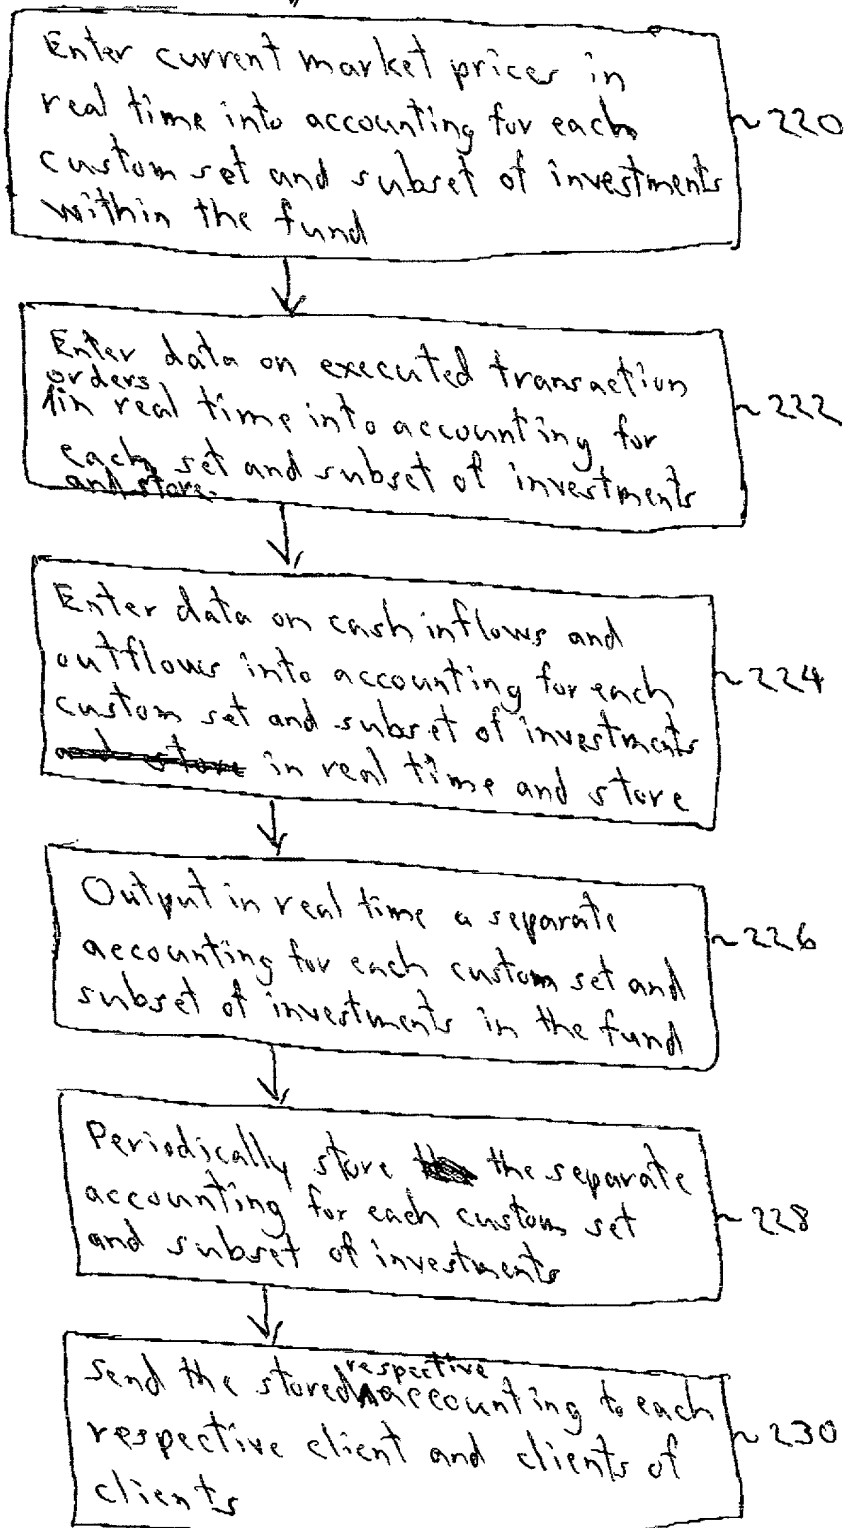 Enter current market prices in
real time into accounting for each ~220
custom set and subset of investments
within the fund
Enter data on executed transaction
orders
in real time into accounting for ~222
each set and subset of investments
and store
Enter data on cash inflows and
outflows into accounting for each ~224
custom set and subset of investments
and store in real time and store
Output in real time a separate
accounting for each custom set and ~226
subset of investments in the fund
Periodically store the separate
accounting for each custom set ~228
and subset of investments
respective
Send the stored accounting to each
respective client and clients of ~230
clients